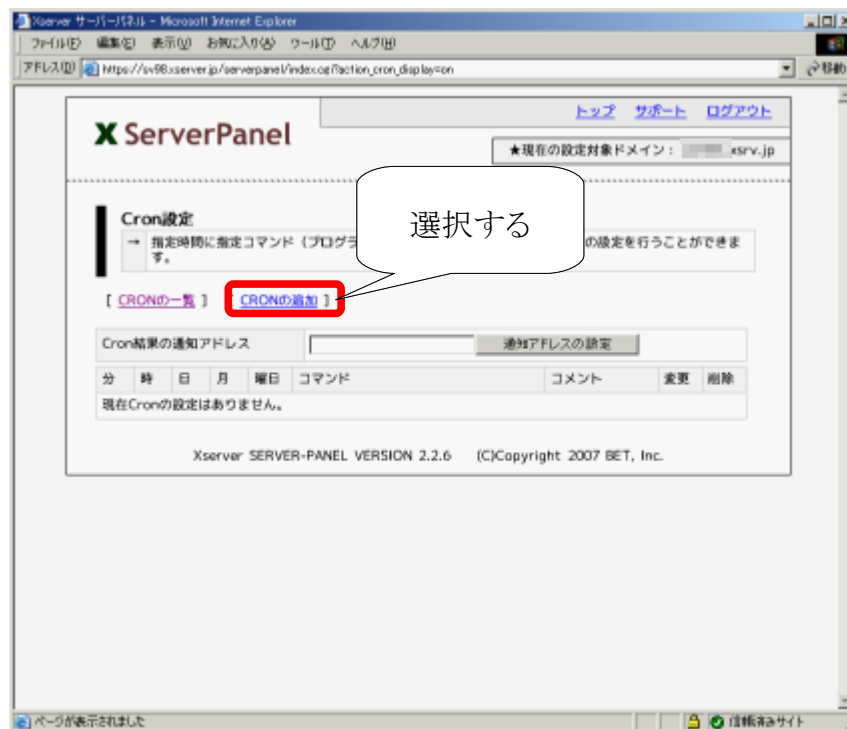 Xserver サーバーパネル - Microsoft Internet Explorer
ファイル(F) 編集(E) 表示(V) お気に入り(A) ツール(T) ヘルプ(H)
アドレス(D) https://sv98.xserver.jp/serverpanel/index.cgi?action_cron_display=on 移動
トップ サポート ログアウト
X ServerPanel
★現在の設定対象ドメイン: xsrv.jp
選択する
Cron設定
→ 指定時間に指定コマンド(プログラ の設定を行うことができま
す。
[ CRONの一覧 ] [ CRONの追加 ]
Cron結果の通知アドレス 通知アドレスの設定
分 時 日 月 曜日 コマンド コメント 変更 削除
現在Cronの設定はありません。
Xserver SERVER-PANEL VERSION 2.2.6 (C)Copyright 2007 BET, Inc.
ページが表示されました 信頼済みサイト